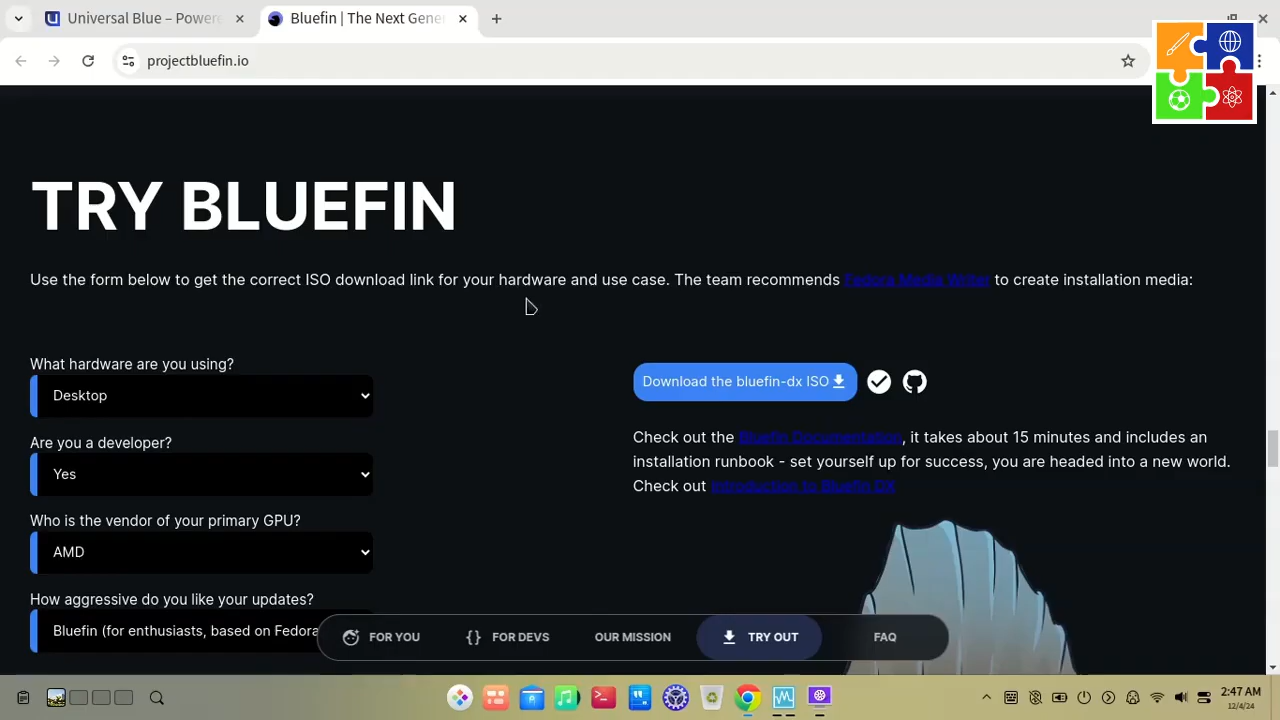 Universal Blue – Powere
Bluefin | The Next Gener
projectbluefin.io
TRY BLUEFIN
Use the form below to get the correct ISO download link for your hardware and use case. The team recommends Fedora Media Writer to create installation media:
What hardware are you using?
Desktop
Are you a developer?
Yes
Who is the vendor of your primary GPU?
AMD
How aggressive do you like your updates?
Bluefin (for enthusiasts, based on Fedora
Download the bluefin-dx ISO
Check out the Bluefin Documentation, it takes about 15 minutes and includes an
installation runbook - set yourself up for success, you are headed into a new world.
Check out Introduction to Bluefin DX
FOR YOU
FOR DEVS
OUR MISSION
TRY OUT
FAQ
2:47 AM
12/4/24